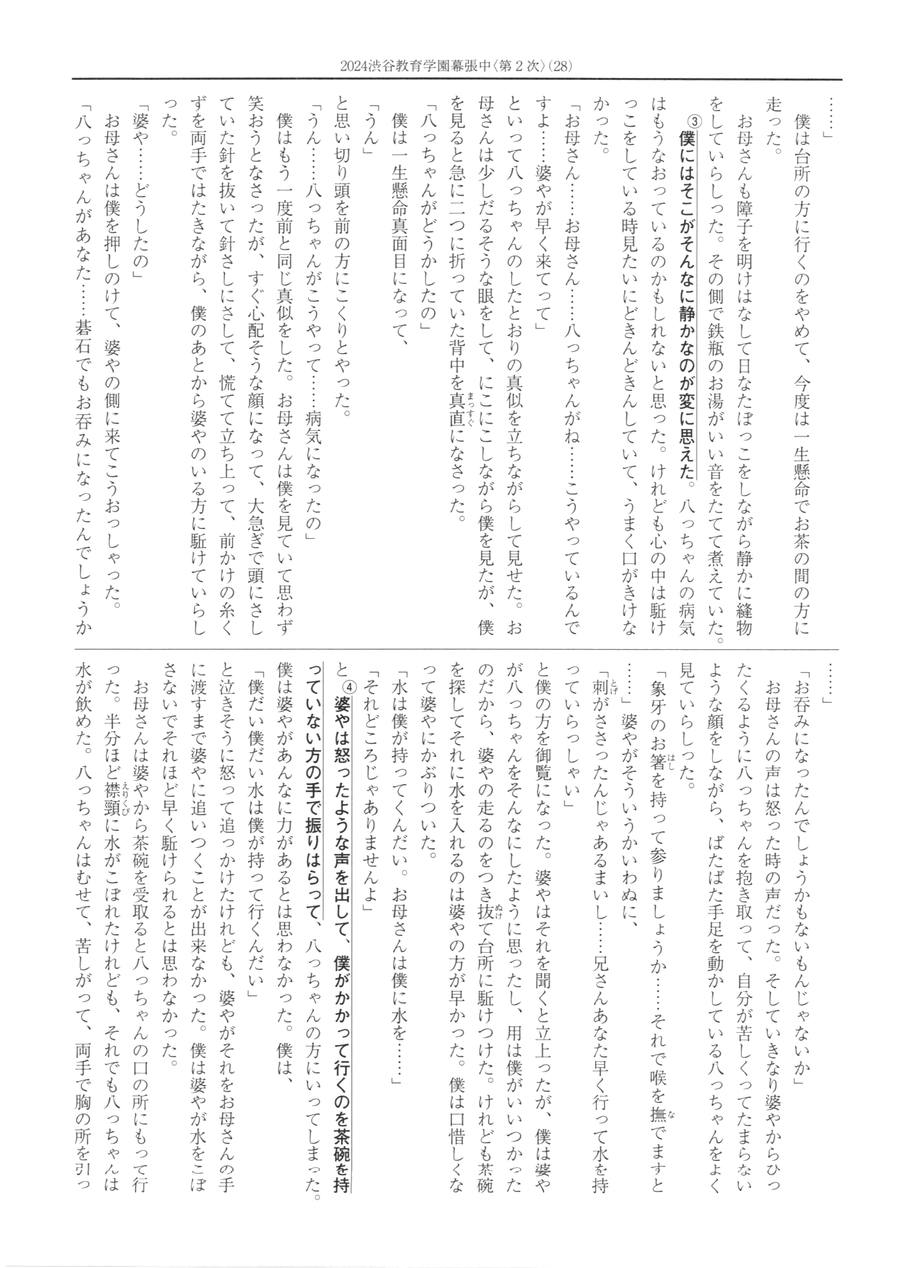 2024渋谷教育学園幕張中〈第2次〉(28)
……」
僕は台所の方に行くのをやめて、今度は一生懸命でお茶の間の方に
走った。
お母さんも障子を明けはなして日なたぼっこをしながら静かに縫物
をしていらしった。その側で鉄瓶のお湯がいい音をたてて煮えていた。
③僕にはそこがそんなに静かなのが変に思えた。八っちゃんの病気
はもうなおっているのかもしれないと思った。けれども心の中は駈け
っこをしている時見たいにどきんどきんしていて、うまく口がきけな
かった。
「お母さん……お母さん……八っちゃんがね……こうやっているんで
すよ……婆やが早く来てって」
といって八っちゃんのしたとおりの真似を立ちながらして見せた。お
母さんは少しだるそうな眼をして、にこにこしながら僕を見たが、僕
を見ると急に二つに折っていた背中を真直まっすぐになさった。
「八っちゃんがどうかしたの」
僕は一生懸命真面目になって、
「うん」
と思い切り頭を前の方にこくりとやった。
「うん……八っちゃんがこうやって……病気になったの」
僕はもう一度前と同じ真似をした。お母さんは僕を見ていて思わず
笑おうとなさったが、すぐ心配そうな顔になって、大急ぎで頭にさし
ていた針を抜いて針さしにさして、慌てて立ち上って、前かけの糸く
ずを両手ではたきながら、僕のあとから婆やのいる方に駈けていらし
った。
「婆や……どうしたの」
お母さんは僕を押しのけて、婆やの側に来てこうおっしゃった。
「八っちゃんがあなた……碁石でもお呑みになったんでしょうか
……」
「お呑みになったんでしょうかもないもんじゃないか」
お母さんの声は怒った時の声だった。そしていきなり婆やからひっ
たくるように八っちゃんを抱き取って、自分が苦しくってたまらない
ような顔をしながら、ばたばた手足を動かしている八っちゃんをよく
見ていらしった。
「象牙のお箸はしを持って参りましょうか……それで喉を撫なでますと
……」婆やがそういうかいわぬに、
「刺とげがささったんじゃあるまいし……兄さんあなた早く行って水を持
っていらっしゃい」
と僕の方を御覧になった。婆やはそれを聞くと立上ったが、僕は婆や
が八っちゃんをそんなにしたように思ったし、用は僕がいいつかった
のだから、婆やの走るのをつき抜ぬけて台所に駈けつけた。けれども茶碗
を探してそれに水を入れるのは婆やの方が早かった。僕は口惜しくな
って婆やにかぶりついた。
「水は僕が持ってくんだい。お母さんは僕に水を……」
「それどころじゃありませんよ」
と④婆やは怒ったような声を出して、僕がかかって行くのを茶碗を持
っていない方の手で振りはらって、八っちゃんの方にいってしまった。
僕は婆やがあんなに力があるとは思わなかった。僕は、
「僕だい僕だい水は僕が持って行くんだい」
と泣きそうに怒って追っかけたけれども、婆やがそれをお母さんの手
に渡すまで婆やに追いつくことが出来なかった。僕は婆やが水をこぼ
さないでそれほど早く駈けられるとは思わなかった。
お母さんは婆やから茶碗を受取ると八っちゃんの口の所にもって行
った。半分ほど襟頸えりくびに水がこぼれたけれども、それでも八っちゃんは
水が飲めた。八っちゃんはむせて、苦しがって、両手で胸の所を引っ